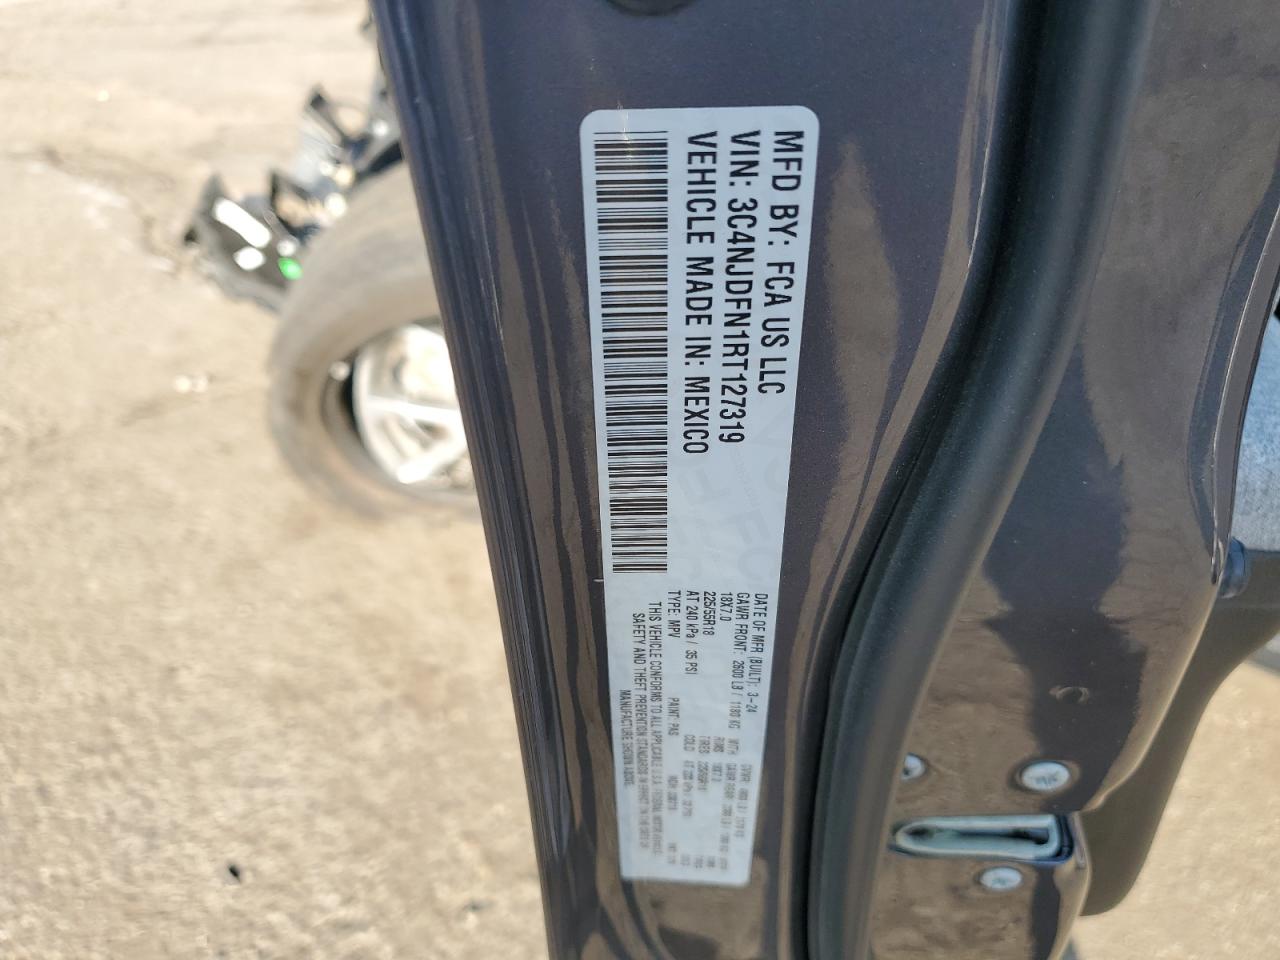 MFD BY: FCA US LLC
VIN: 3C4NJDFN1RT127319
VEHICLE MADE IN: MEXICO
DATE OF MFR (BUILT): 3-24
GAWR FRONT: 2600 LB / 1180 KG WITH
18X7.0
225/55R18
AT 240 kPa / 35 PSI COLD
TYPE: MPV PAINT: PAS
THIS VEHICLE CONFORMS TO ALL APPLICABLE U.S.A. FEDERAL MOTOR VEHICLE
SAFETY AND THEFT PREVENTION STANDARDS IN EFFECT ON THE DATE OF
MANUFACTURE SHOWN ABOVE.